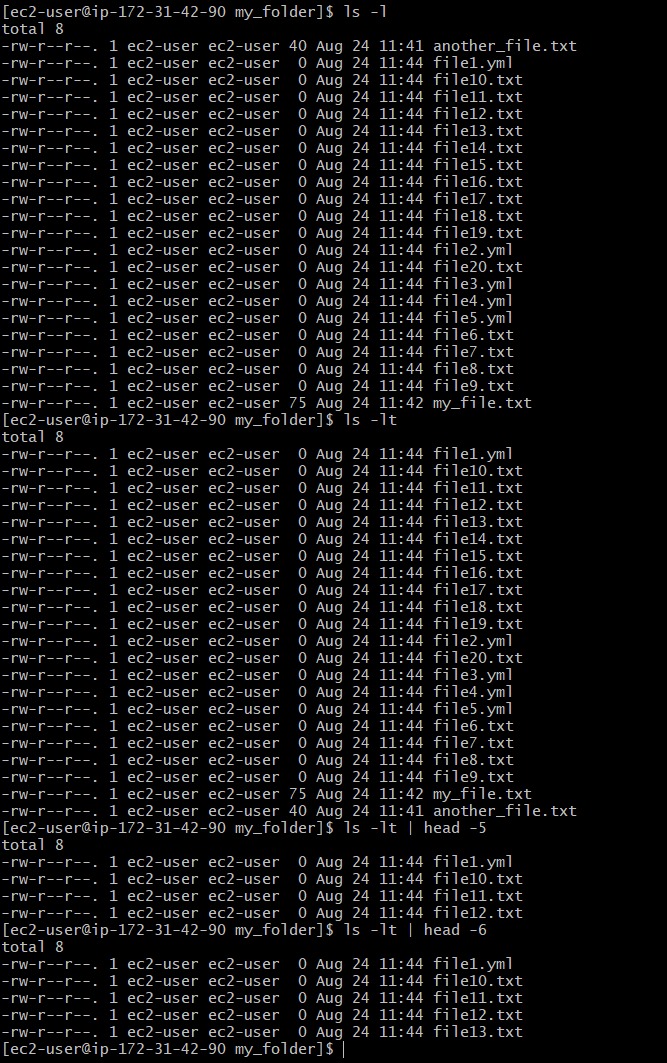 [ec2-user@ip-172-31-42-90 my_folder]$ ls -l
total 8
-rw-r--r--. 1 ec2-user ec2-user 40 Aug 24 11:41 another_file.txt
-rw-r--r--. 1 ec2-user ec2-user  0 Aug 24 11:44 file1.yml
-rw-r--r--. 1 ec2-user ec2-user  0 Aug 24 11:44 file10.txt
-rw-r--r--. 1 ec2-user ec2-user  0 Aug 24 11:44 file11.txt
-rw-r--r--. 1 ec2-user ec2-user  0 Aug 24 11:44 file12.txt
-rw-r--r--. 1 ec2-user ec2-user  0 Aug 24 11:44 file13.txt
-rw-r--r--. 1 ec2-user ec2-user  0 Aug 24 11:44 file14.txt
-rw-r--r--. 1 ec2-user ec2-user  0 Aug 24 11:44 file15.txt
-rw-r--r--. 1 ec2-user ec2-user  0 Aug 24 11:44 file16.txt
-rw-r--r--. 1 ec2-user ec2-user  0 Aug 24 11:44 file17.txt
-rw-r--r--. 1 ec2-user ec2-user  0 Aug 24 11:44 file18.txt
-rw-r--r--. 1 ec2-user ec2-user  0 Aug 24 11:44 file19.txt
-rw-r--r--. 1 ec2-user ec2-user  0 Aug 24 11:44 file2.yml
-rw-r--r--. 1 ec2-user ec2-user  0 Aug 24 11:44 file20.txt
-rw-r--r--. 1 ec2-user ec2-user  0 Aug 24 11:44 file3.yml
-rw-r--r--. 1 ec2-user ec2-user  0 Aug 24 11:44 file4.yml
-rw-r--r--. 1 ec2-user ec2-user  0 Aug 24 11:44 file5.yml
-rw-r--r--. 1 ec2-user ec2-user  0 Aug 24 11:44 file6.txt
-rw-r--r--. 1 ec2-user ec2-user  0 Aug 24 11:44 file7.txt
-rw-r--r--. 1 ec2-user ec2-user  0 Aug 24 11:44 file8.txt
-rw-r--r--. 1 ec2-user ec2-user  0 Aug 24 11:44 file9.txt
-rw-r--r--. 1 ec2-user ec2-user 75 Aug 24 11:42 my_file.txt
[ec2-user@ip-172-31-42-90 my_folder]$ ls -lt
total 8
-rw-r--r--. 1 ec2-user ec2-user  0 Aug 24 11:44 file1.yml
-rw-r--r--. 1 ec2-user ec2-user  0 Aug 24 11:44 file10.txt
-rw-r--r--. 1 ec2-user ec2-user  0 Aug 24 11:44 file11.txt
-rw-r--r--. 1 ec2-user ec2-user  0 Aug 24 11:44 file12.txt
-rw-r--r--. 1 ec2-user ec2-user  0 Aug 24 11:44 file13.txt
-rw-r--r--. 1 ec2-user ec2-user  0 Aug 24 11:44 file14.txt
-rw-r--r--. 1 ec2-user ec2-user  0 Aug 24 11:44 file15.txt
-rw-r--r--. 1 ec2-user ec2-user  0 Aug 24 11:44 file16.txt
-rw-r--r--. 1 ec2-user ec2-user  0 Aug 24 11:44 file17.txt
-rw-r--r--. 1 ec2-user ec2-user  0 Aug 24 11:44 file18.txt
-rw-r--r--. 1 ec2-user ec2-user  0 Aug 24 11:44 file19.txt
-rw-r--r--. 1 ec2-user ec2-user  0 Aug 24 11:44 file2.yml
-rw-r--r--. 1 ec2-user ec2-user  0 Aug 24 11:44 file20.txt
-rw-r--r--. 1 ec2-user ec2-user  0 Aug 24 11:44 file3.yml
-rw-r--r--. 1 ec2-user ec2-user  0 Aug 24 11:44 file4.yml
-rw-r--r--. 1 ec2-user ec2-user  0 Aug 24 11:44 file5.yml
-rw-r--r--. 1 ec2-user ec2-user  0 Aug 24 11:44 file6.txt
-rw-r--r--. 1 ec2-user ec2-user  0 Aug 24 11:44 file7.txt
-rw-r--r--. 1 ec2-user ec2-user  0 Aug 24 11:44 file8.txt
-rw-r--r--. 1 ec2-user ec2-user  0 Aug 24 11:44 file9.txt
-rw-r--r--. 1 ec2-user ec2-user 75 Aug 24 11:42 my_file.txt
-rw-r--r--. 1 ec2-user ec2-user 40 Aug 24 11:41 another_file.txt
[ec2-user@ip-172-31-42-90 my_folder]$ ls -lt | head -5
total 8
-rw-r--r--. 1 ec2-user ec2-user  0 Aug 24 11:44 file1.yml
-rw-r--r--. 1 ec2-user ec2-user  0 Aug 24 11:44 file10.txt
-rw-r--r--. 1 ec2-user ec2-user  0 Aug 24 11:44 file11.txt
-rw-r--r--. 1 ec2-user ec2-user  0 Aug 24 11:44 file12.txt
[ec2-user@ip-172-31-42-90 my_folder]$ ls -lt | head -6
total 8
-rw-r--r--. 1 ec2-user ec2-user  0 Aug 24 11:44 file1.yml
-rw-r--r--. 1 ec2-user ec2-user  0 Aug 24 11:44 file10.txt
-rw-r--r--. 1 ec2-user ec2-user  0 Aug 24 11:44 file11.txt
-rw-r--r--. 1 ec2-user ec2-user  0 Aug 24 11:44 file12.txt
-rw-r--r--. 1 ec2-user ec2-user  0 Aug 24 11:44 file13.txt
[ec2-user@ip-172-31-42-90 my_folder]$